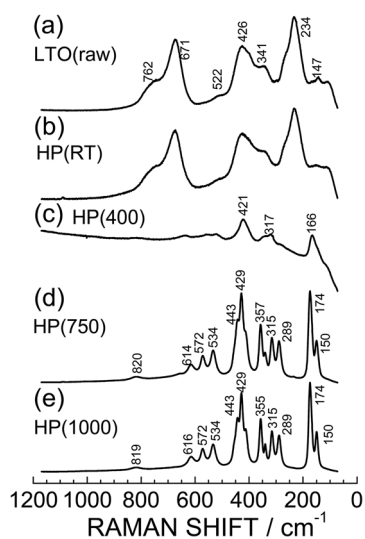 (a)
LTO(raw)
762
671
522
426
341
234
147
(b)
HP(RT)
(c) HP(400)
421
317
166
(d)
HP(750)
820
614
572
534
443
429
357
315
289
174
150
(e)
HP(1000)
819
616
572
534
443
429
355
315
289
174
150
1200 1000 800 600 400 200 0
RAMAN SHIFT / cm-1